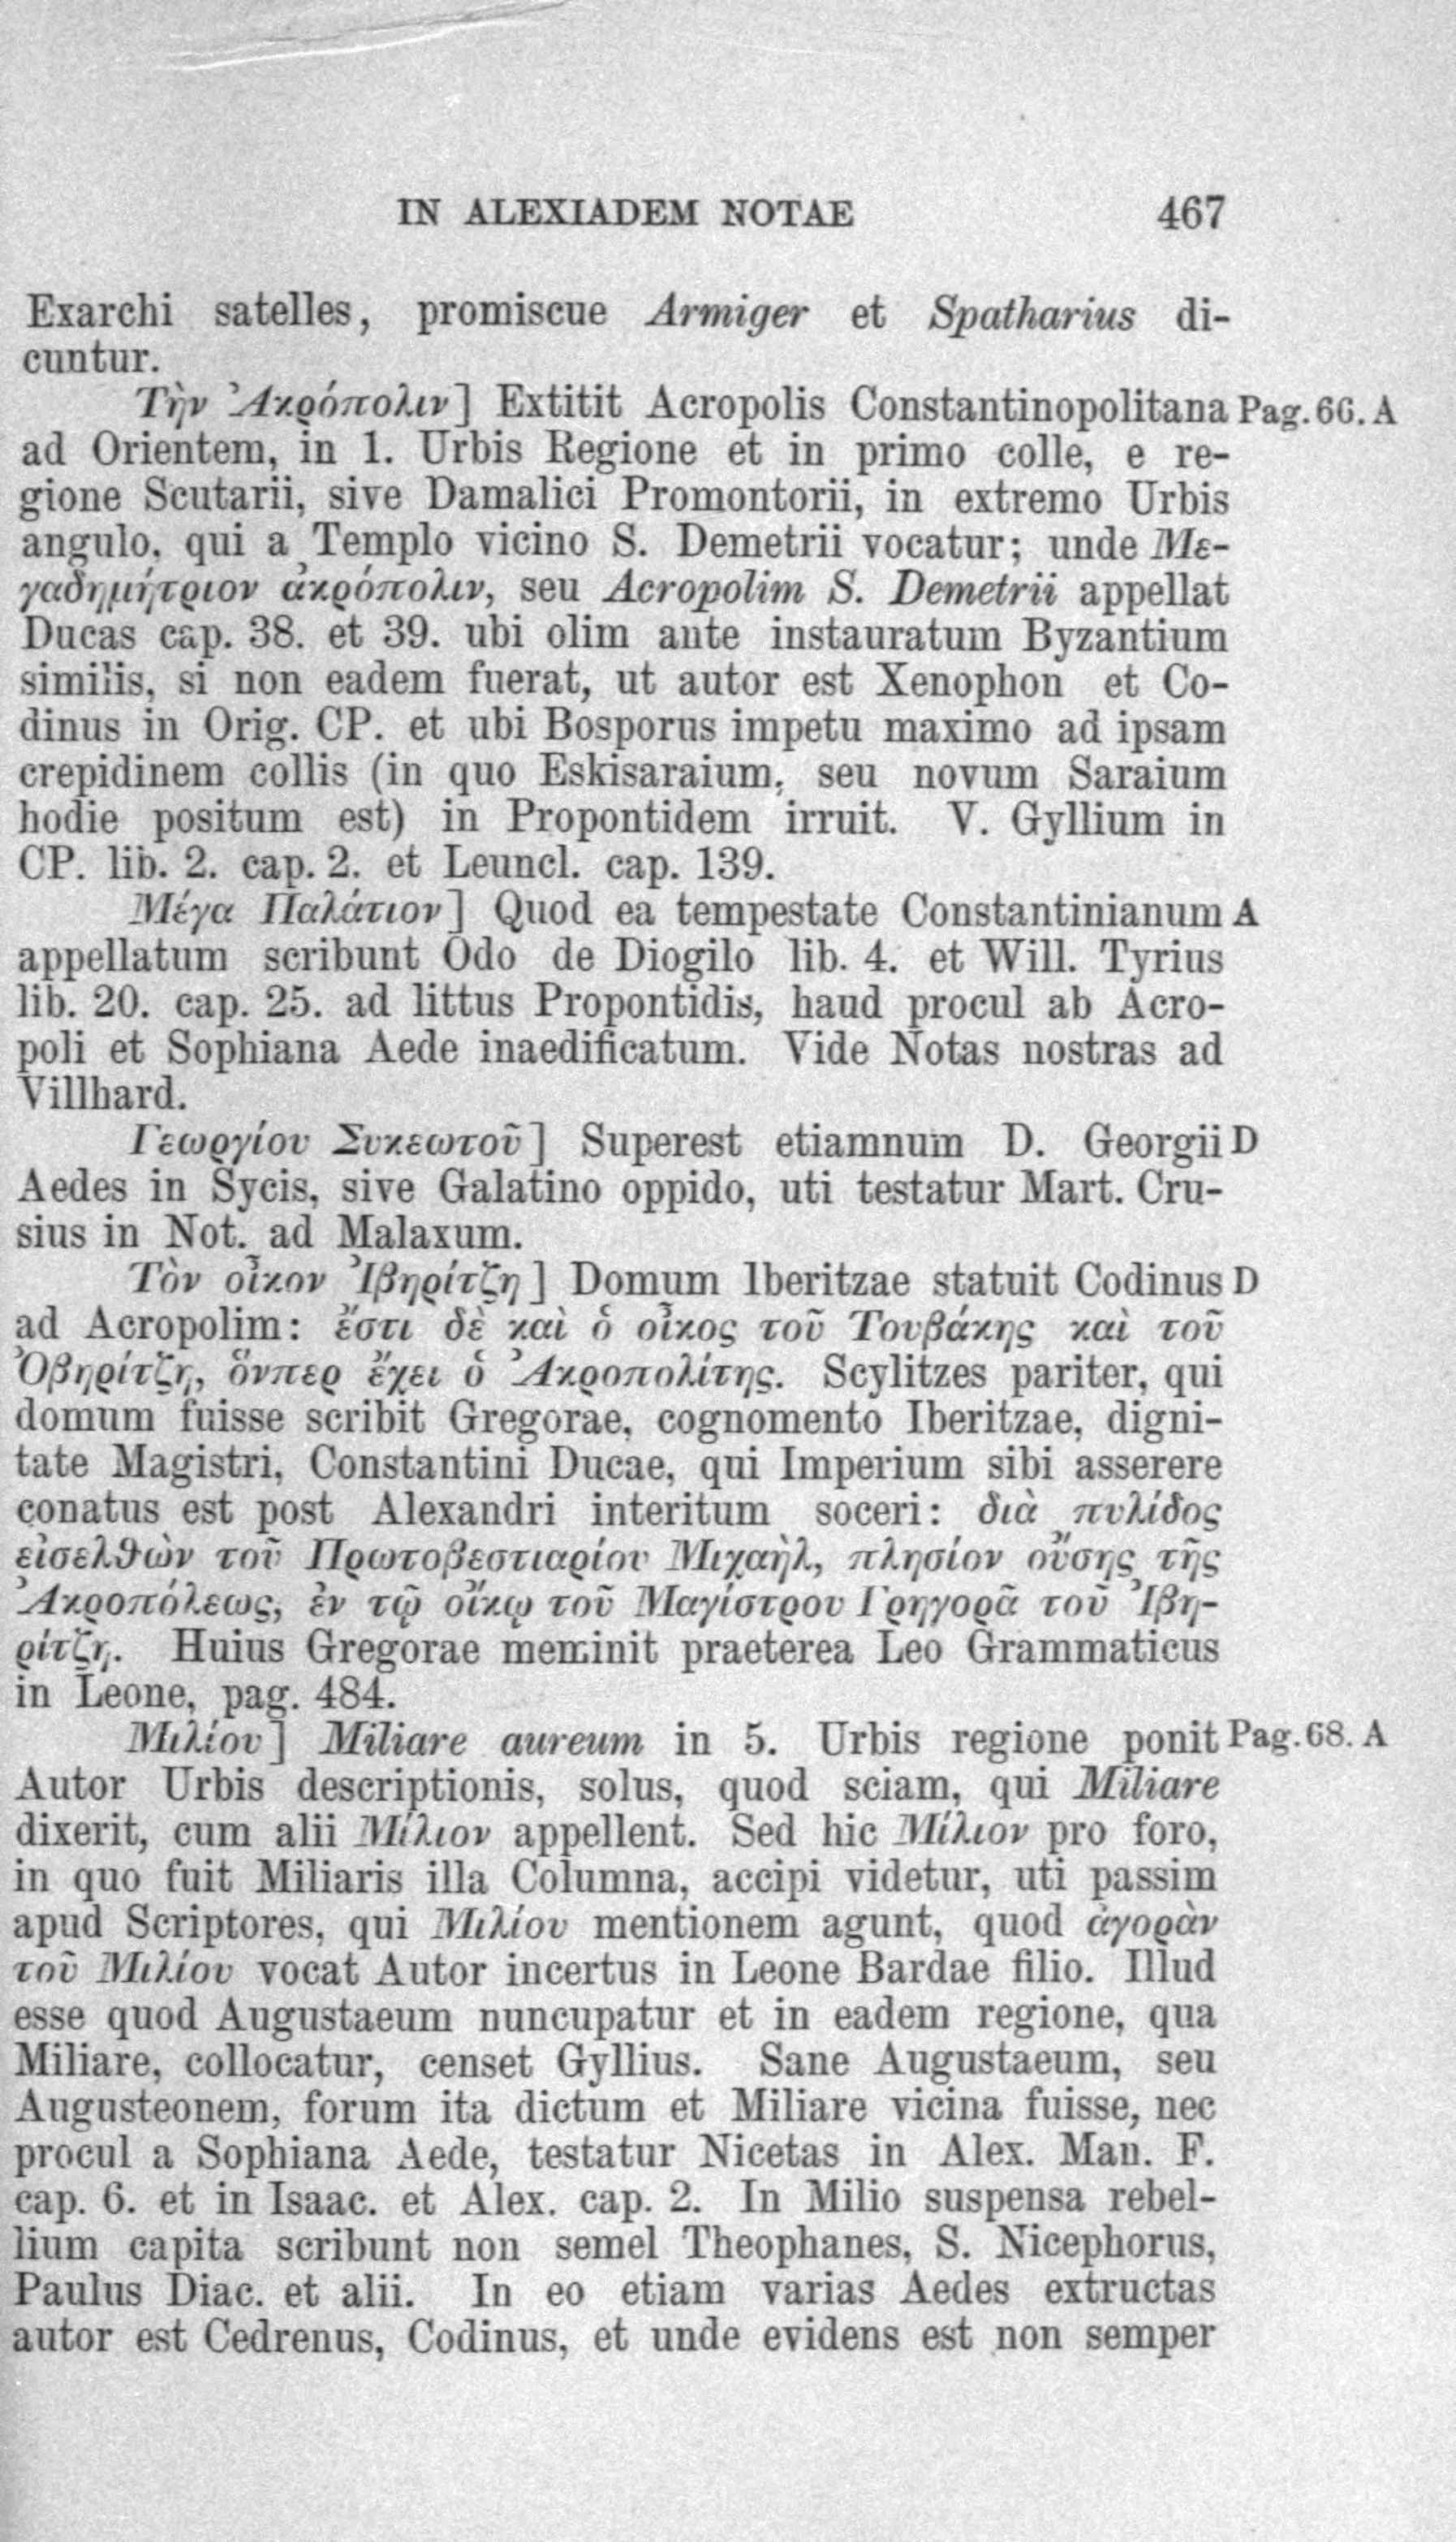 IN ALEXIADEM NOTAE 467
Exarchi satelles, promiscue Armiger et Spatharius di-
cuntur.
Τὴν Ἀκρόπολιν] Extitit Acropolis Constantinopolitana Pag. 66. A
ad Orientem, in 1. Urbis Regione et in primo colle, e re-
gione Scutarii, sive Damalici Promontorii, in extremo Urbis
angulo, qui a Templo vicino S. Demetrii vocatur; unde Με-
γαδημήτριον ἀκρόπολιν, seu Acropolim S. Demetrii appellat
Ducas cap. 38. et 39. ubi olim ante instauratum Byzantium
similis, si non eadem fuerat, ut autor est Xenophon et Co-
dinus in Orig. CP. et ubi Bosporus impetu maximo ad ipsam
crepidinem collis (in quo Eskisaraium, seu novum Saraium
hodie positum est) in Propontidem irruit. V. Gyllium in
CP. lib. 2. cap. 2. et Leuncl. cap. 139.
Μέγα Παλάτιον] Quod ea tempestate Constantinianum A
appellatum scribunt Odo de Diogilo lib. 4. et Will. Tyrius
lib. 20. cap. 25. ad littus Propontidis, haud procul ab Acro-
poli et Sophiana Aede inaedificatum. Vide Notas nostras ad
Villhard.
Γεωργίου Συκεωτοῦ] Superest etiamnum D. Georgii D
Aedes in Sycis, sive Galatino oppido, uti testatur Mart. Cru-
sius in Not. ad Malaxum.
Τὸν οἶκον Ἰβηρίτζη] Domum Iberitzae statuit Codinus D
ad Acropolim: ἔστι δὲ καὶ ὁ οἶκος τοῦ Τουβάκης καὶ τοῦ
Ὀβηρίτζη, ὅνπερ ἔχει ὁ Ἀκροπολίτης. Scylitzes pariter, qui
domum fuisse scribit Gregorae, cognomento Iberitzae, digni-
tate Magistri, Constantini Ducae, qui Imperium sibi asserere
conatus est post Alexandri interitum soceri: διὰ πυλίδος
εἰσελθὼν τοῦ Πρωτοβεστιαρίου Μιχαὴλ, πλησίον οὔσης τῆς
Ἀκροπόλεως, ἐν τῷ οἴκῳ τοῦ Μαγίστρου Γρηγορᾶ τοῦ Ἰβη-
ρίτζη. Huius Gregorae meminit praeterea Leo Grammaticus
in Leone, pag. 484.
Μιλίου] Miliare aureum in 5. Urbis regione ponit Pag. 68. A
Autor Urbis descriptionis, solus, quod sciam, qui Miliare
dixerit, cum alii Μίλιον appellent. Sed hic Μίλιον pro foro,
in quo fuit Miliaris illa Columna, accipi videtur, uti passim
apud Scriptores, qui Μιλίου mentionem agunt, quod ἀγορὰν
τοῦ Μιλίου vocat Autor incertus in Leone Bardae filio. Illud
esse quod Augustaeum nuncupatur et in eadem regione, qua
Miliare, collocatur, censet Gyllius. Sane Augustaeum, seu
Augusteonem, forum ita dictum et Miliare vicina fuisse, nec
procul a Sophiana Aede, testatur Nicetas in Alex. Man. F.
cap. 6. et in Isaac. et Alex. cap. 2. In Milio suspensa rebel-
lium capita scribunt non semel Theophanes, S. Nicephorus,
Paulus Diac. et alii. In eo etiam varias Aedes extructas
autor est Cedrenus, Codinus, et unde evidens est non semper